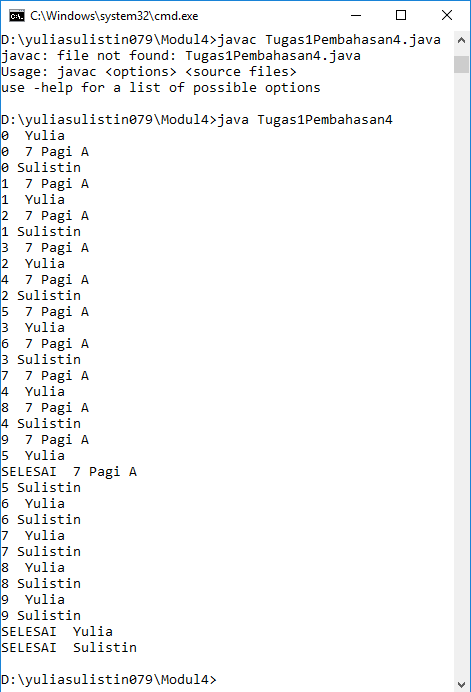 C:\Windows\system32\cmd.exe
D:\yuliasulistin079\Modul4>javac Tugas1Pembahasan4.java
javac: file not found: Tugas1Pembahasan4.java
Usage: javac <options> <source files>
use -help for a list of possible options

D:\yuliasulistin079\Modul4>java Tugas1Pembahasan4
0  Yulia
0  7 Pagi A
0 Sulistin
1  7 Pagi A
1  Yulia
2  7 Pagi A
1 Sulistin
3  7 Pagi A
2  Yulia
4  7 Pagi A
2 Sulistin
5  7 Pagi A
3  Yulia
6  7 Pagi A
3 Sulistin
7  7 Pagi A
4  Yulia
8  7 Pagi A
4 Sulistin
9  7 Pagi A
5  Yulia
SELESAI  7 Pagi A
5 Sulistin
6  Yulia
6 Sulistin
7  Yulia
7 Sulistin
8  Yulia
8 Sulistin
9  Yulia
9 Sulistin
SELESAI  Yulia
SELESAI  Sulistin

D:\yuliasulistin079\Modul4>